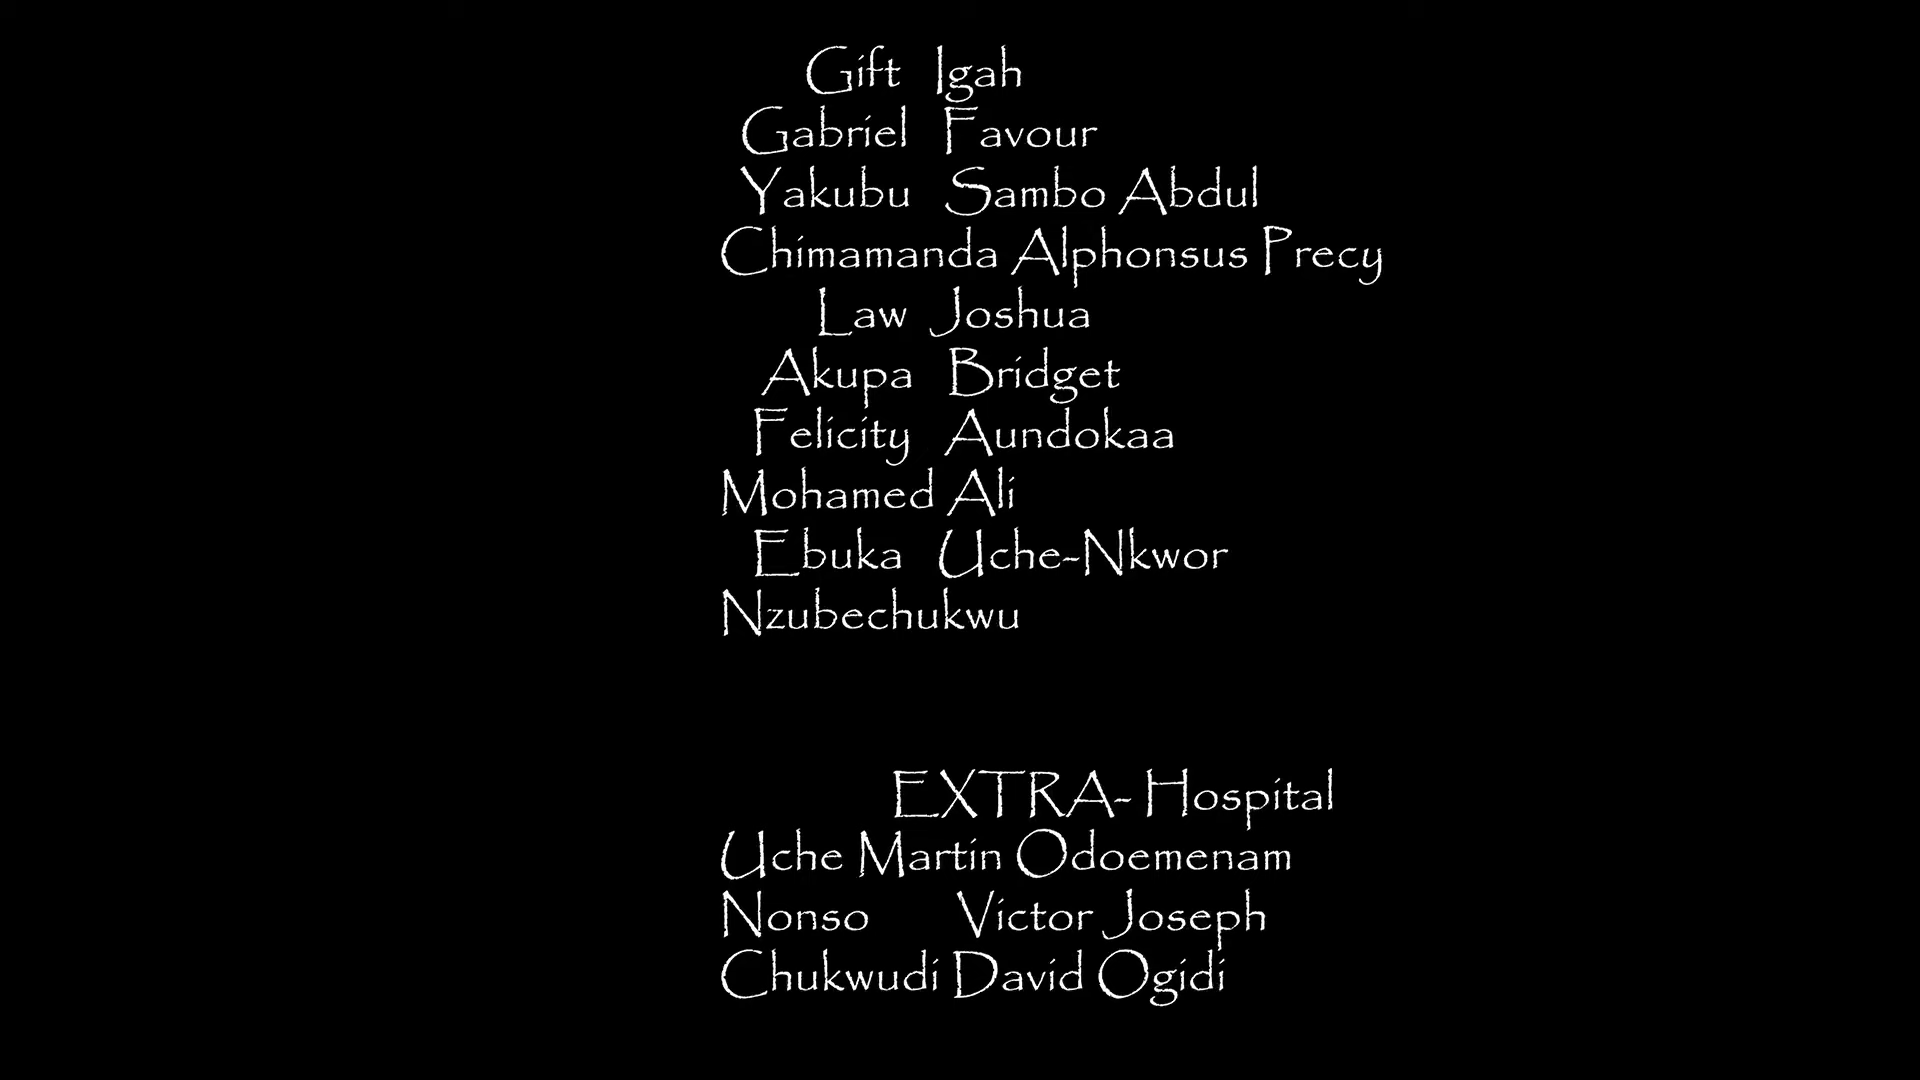 Gift Igah
Gabriel Favour
Yakubu Sambo Abdul
Chimamanda Alphonsus Precy
Law Joshua
Akupa Bridget
Felicity Aundokaa
Mohamed Ali
Ebuka Uche-Nkwor
Nzubechukwu
EXTRA- Hospital
Uche Martin Odoemenam
Nonso Victor Joseph
Chukwudi David Ogidi